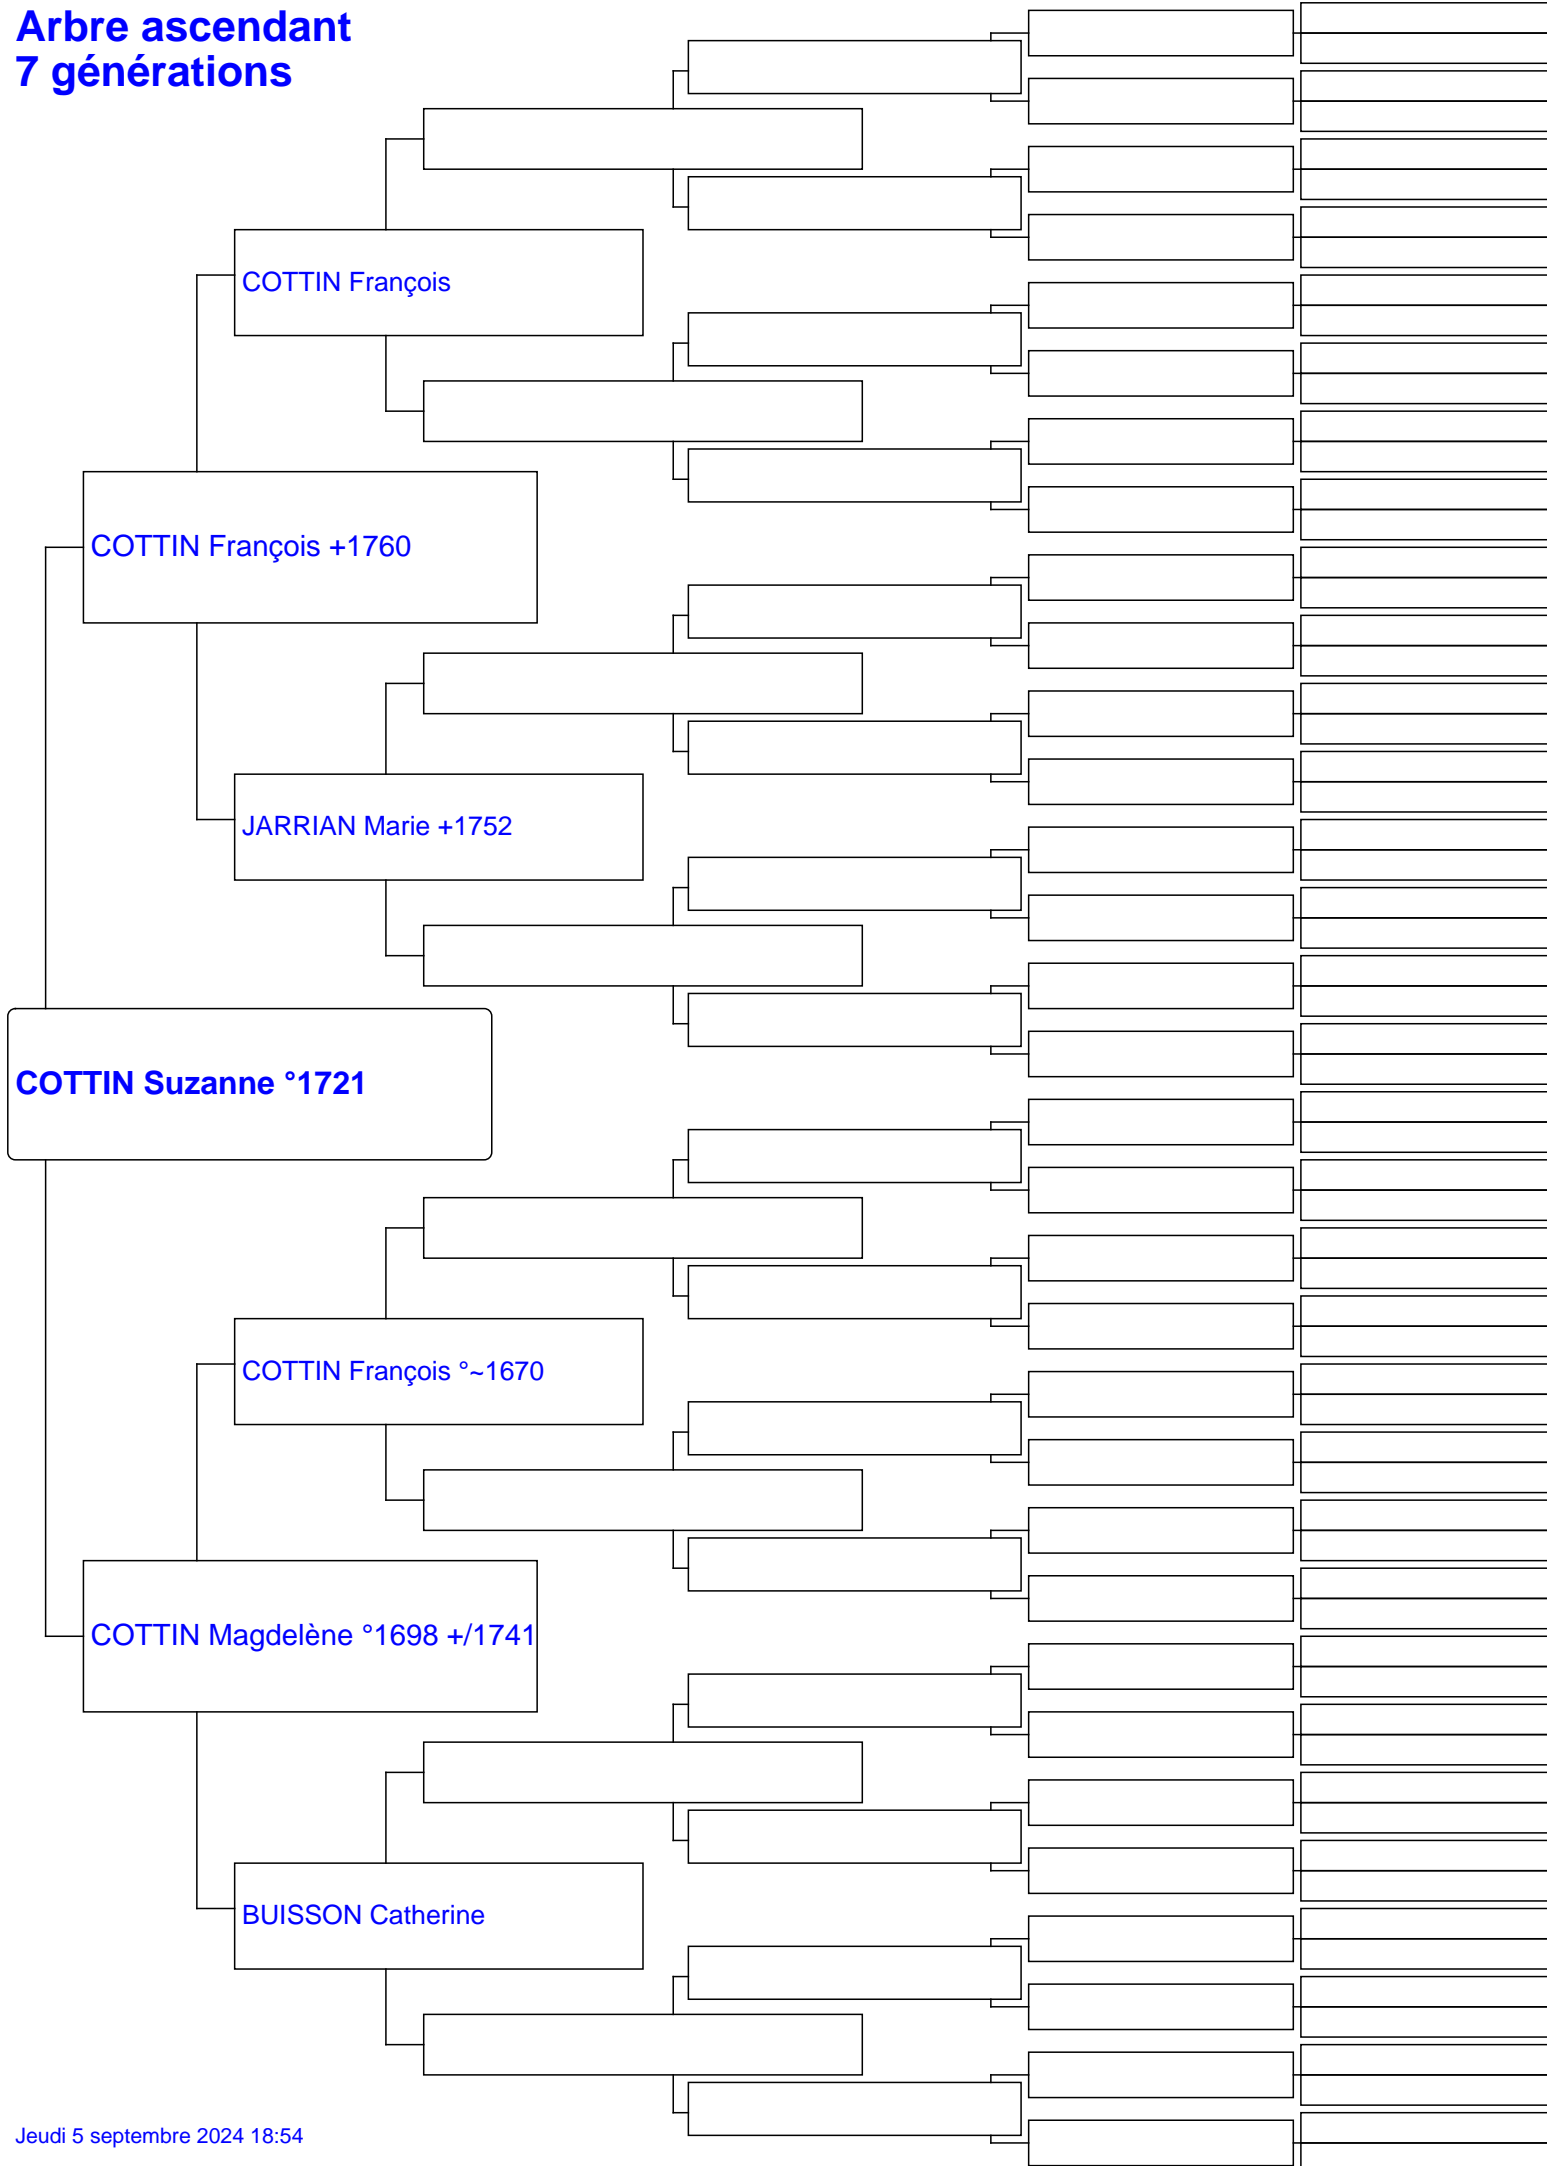 Arbre ascendant
7 générations
COTTIN François
COTTIN François +1760
JARRIAN Marie +1752
COTTIN Suzanne °1721
COTTIN François °~1670
COTTIN Magdelène °1698 +/1741
BUISSON Catherine
Jeudi 5 septembre 2024 18:54